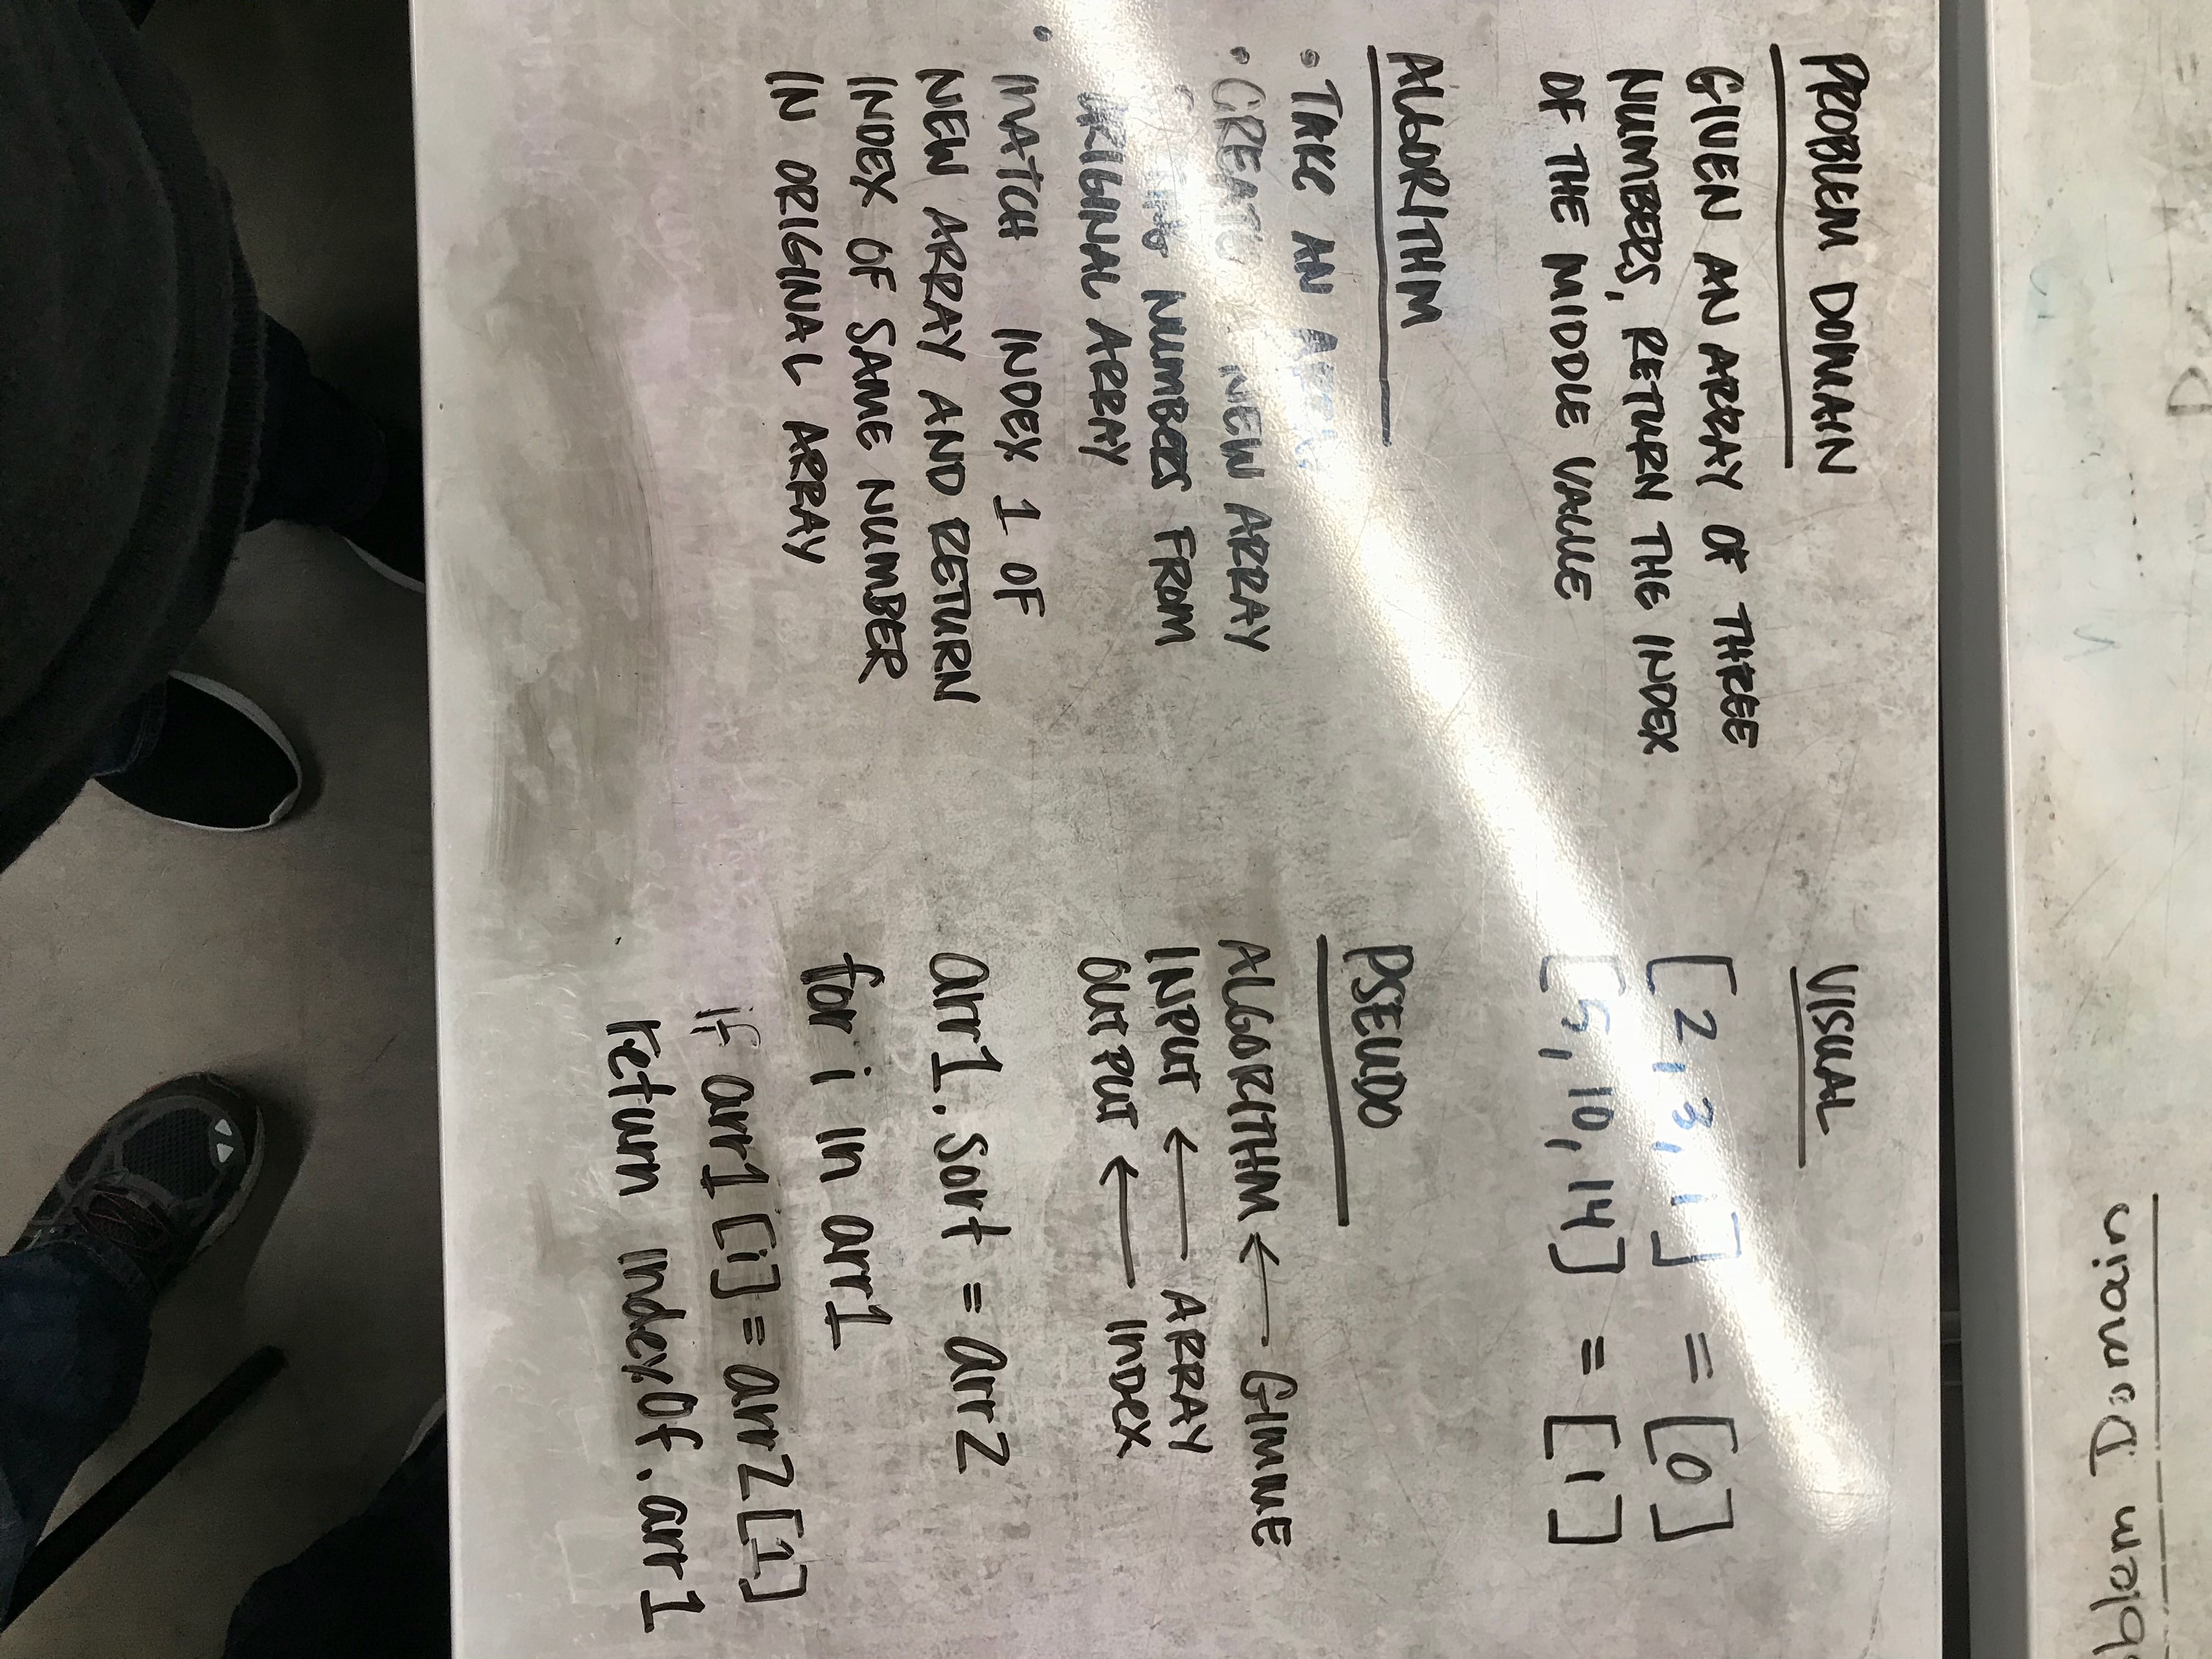 blem Domain
PROBLEM DOMAIN
GIVEN AN ARRAY OF THREE
NUMBERS, RETURN THE INDEX
OF THE MIDDLE VALUE
ALGORITHM
• TAKE AN ARRAY
• CREATE A NEW ARRAY
NUMBERS FROM
ORIGINAL ARRAY
• MATCH INDEX 1 OF
NEW ARRAY AND RETURN
INDEX OF SAME NUMBER
IN ORIGINAL ARRAY
VISUAL
[2, 3, 1] = [0]
[5, 10, 14] = [1]
PSEUDO
ALGORITHM ← GIMME
INPUT ← ARRAY
OUTPUT ← INDEX
arr1.sort = arr2
for i in arr1
if arr1[i] = arr2[1]
return indexOf.arr1